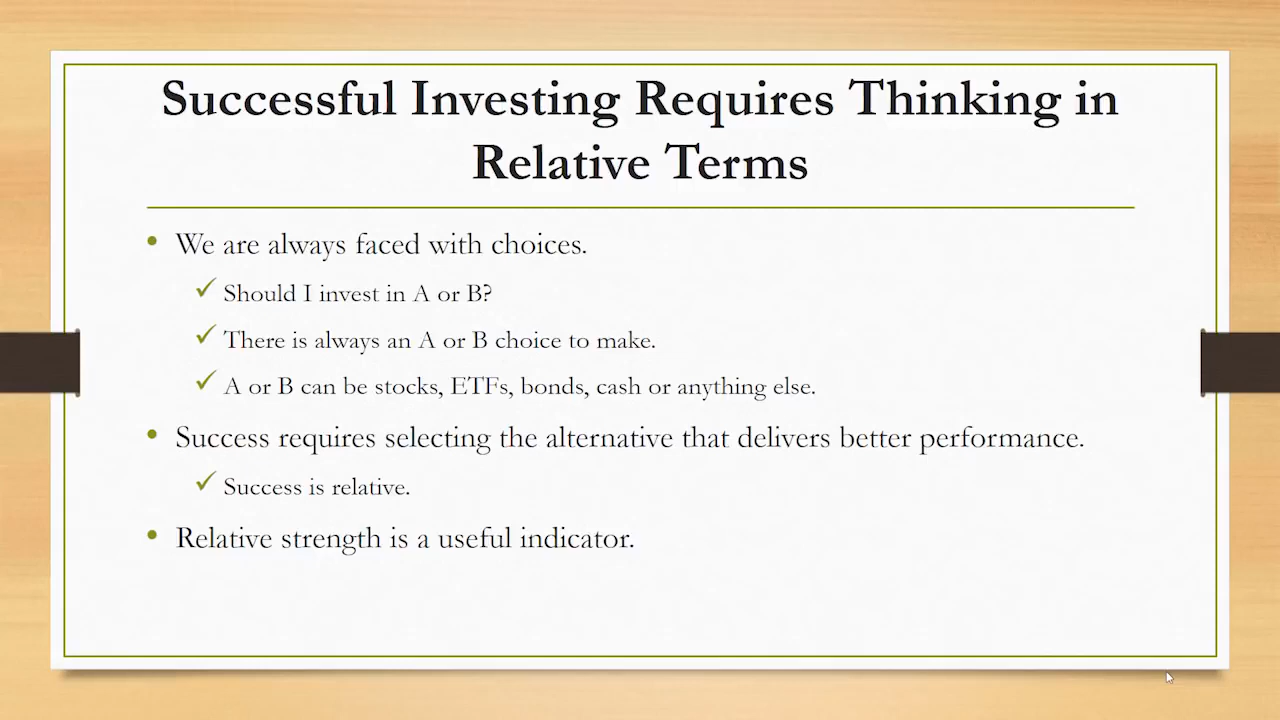 Successful Investing Requires Thinking in
Relative Terms
• We are always faced with choices.
✓ Should I invest in A or B?
✓ There is always an A or B choice to make.
✓ A or B can be stocks, ETFs, bonds, cash or anything else.
• Success requires selecting the alternative that delivers better performance.
✓ Success is relative.
• Relative strength is a useful indicator.